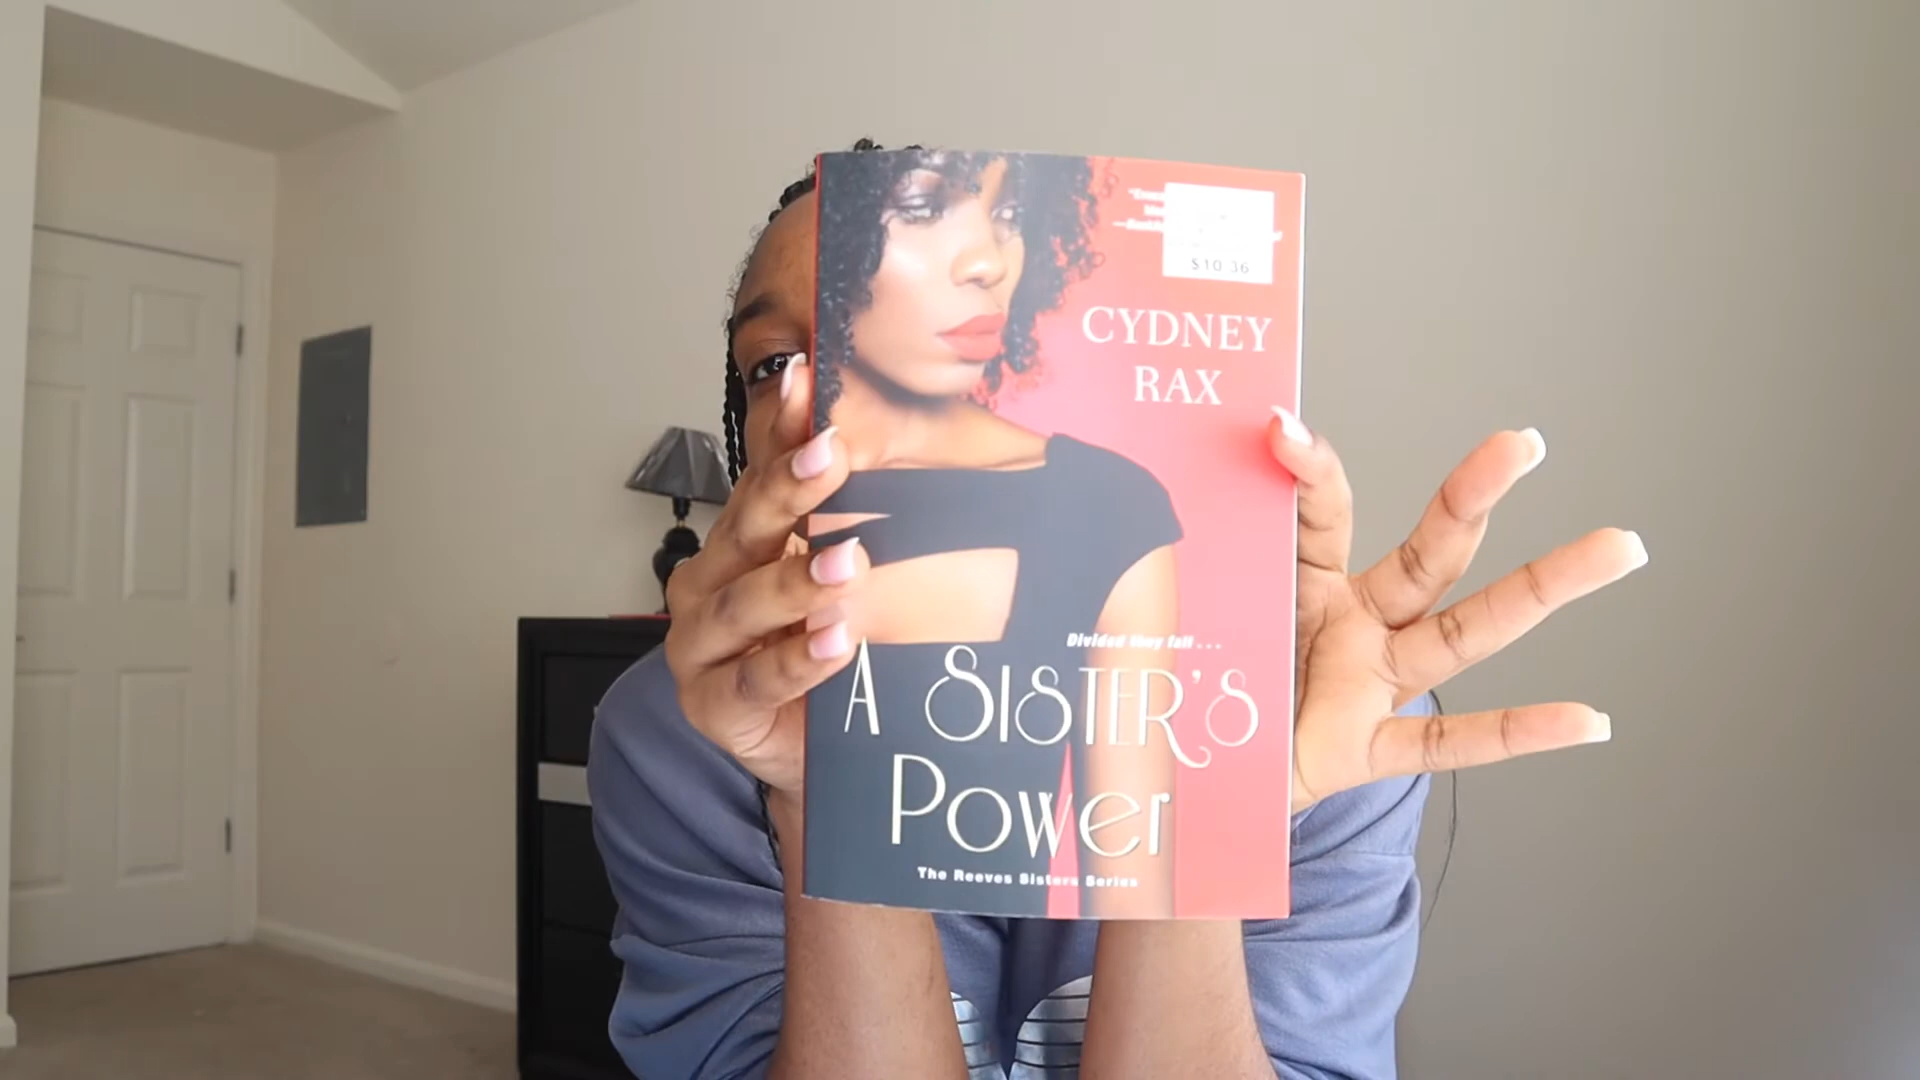 $10.36
CYDNEY
RAX
Divided they fall...
A SISTER'S
POWER
The Reeves Sisters Series